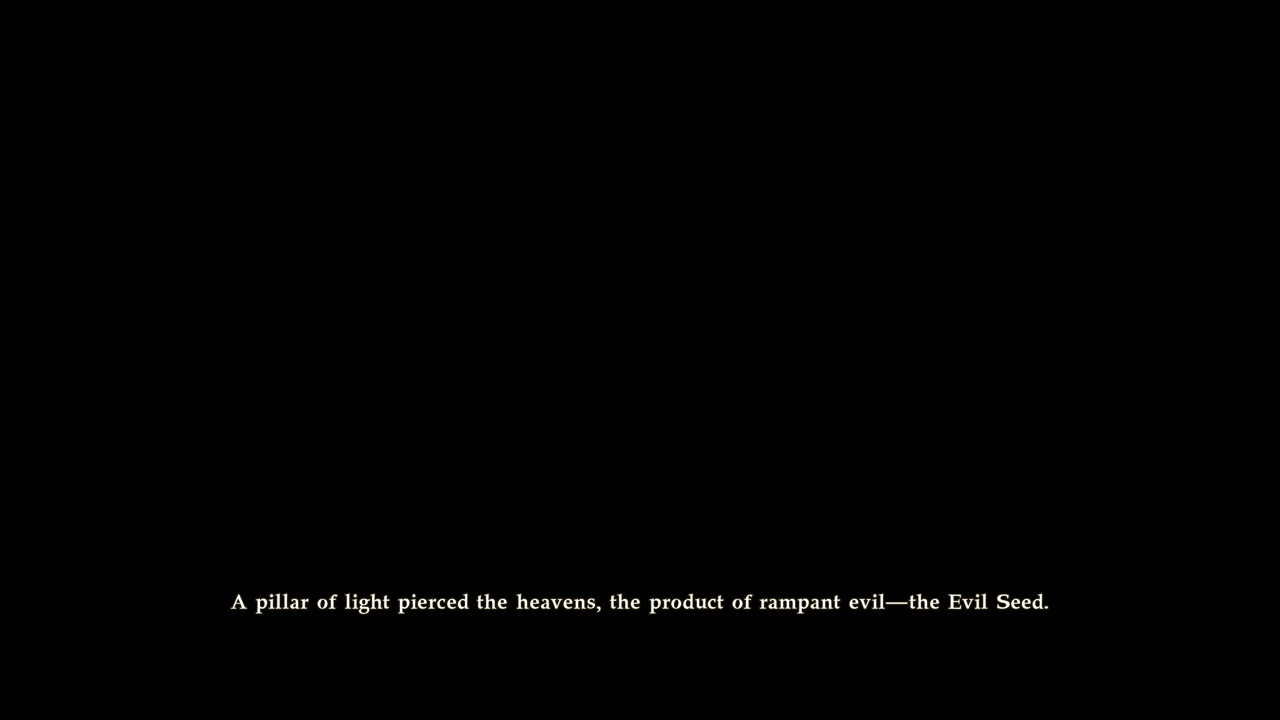 A pillar of light pierced the heavens, the product of rampant evil—the Evil Seed.